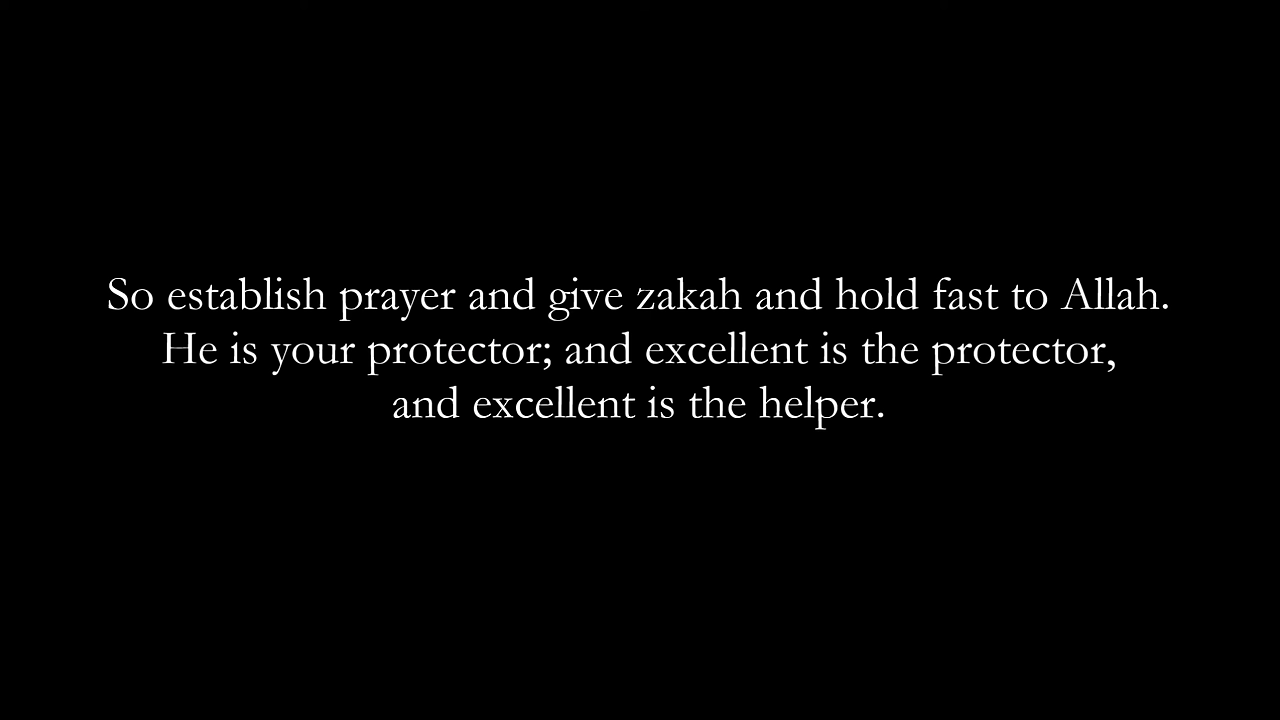 So establish prayer and give zakah and hold fast to Allah.
He is your protector; and excellent is the protector,
and excellent is the helper.